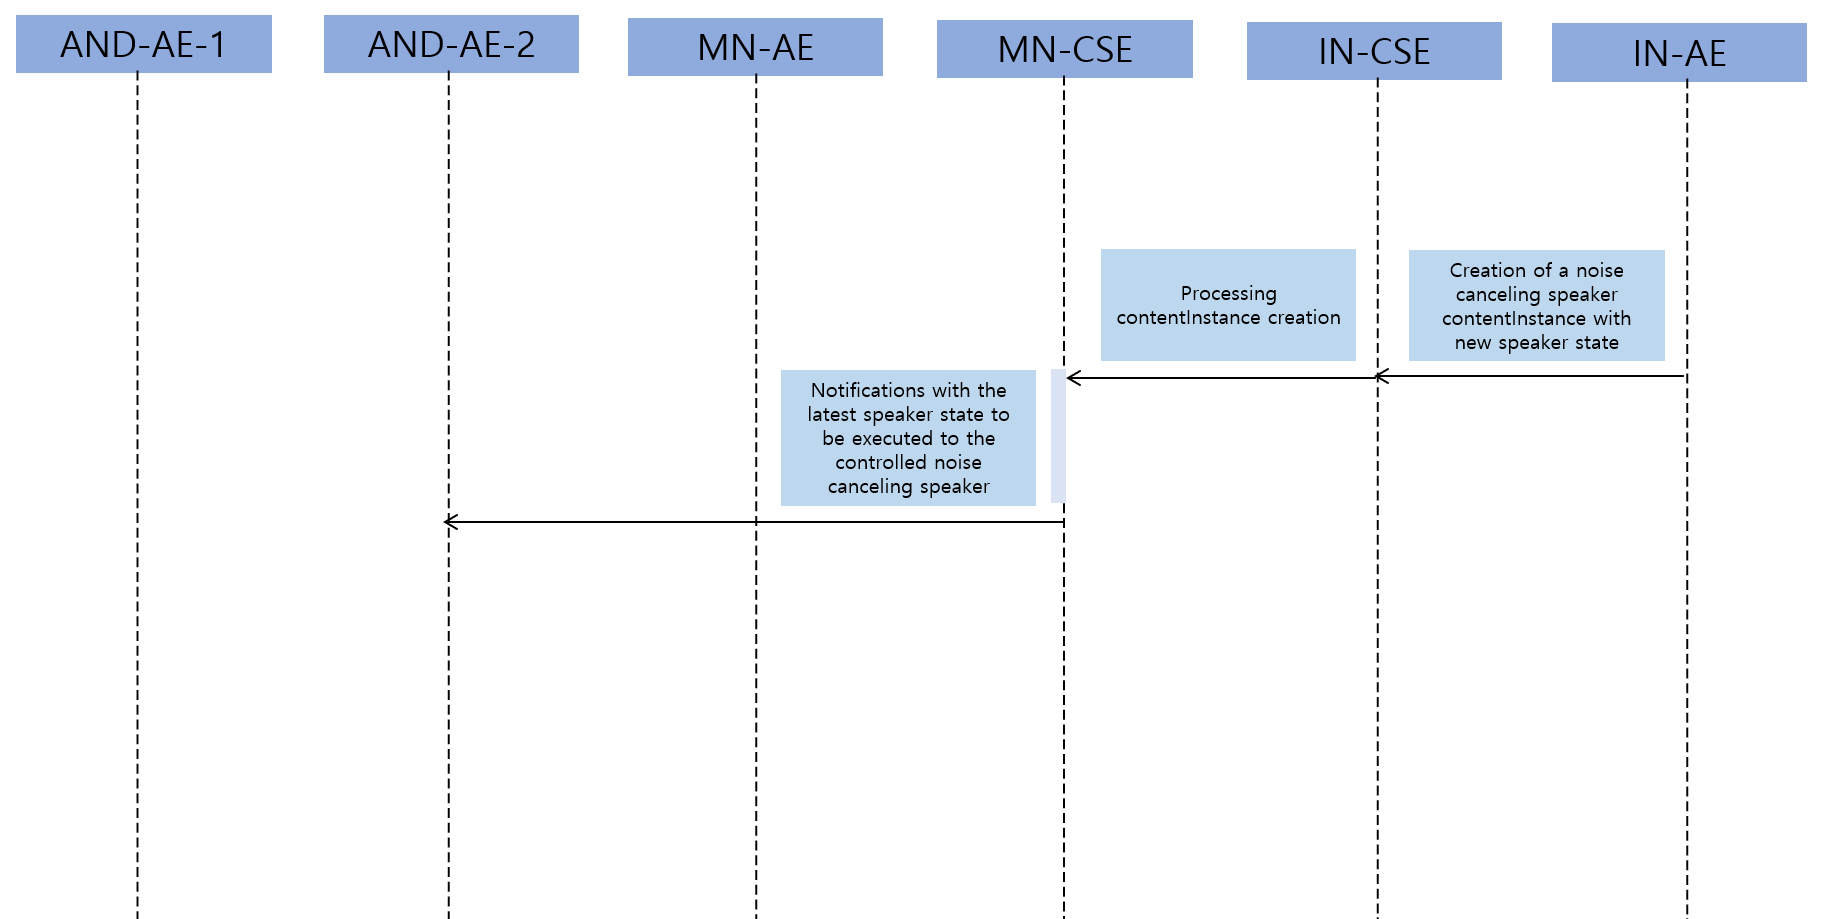 AND-AE-1
AND-AE-2
MN-AE
MN-CSE
IN-CSE
IN-AE
Processing
contentInstance creation
Creation of a noise
canceling speaker
contentInstance with
new speaker state
Notifications with the
latest speaker state to
be executed to the
controlled noise
canceling speaker